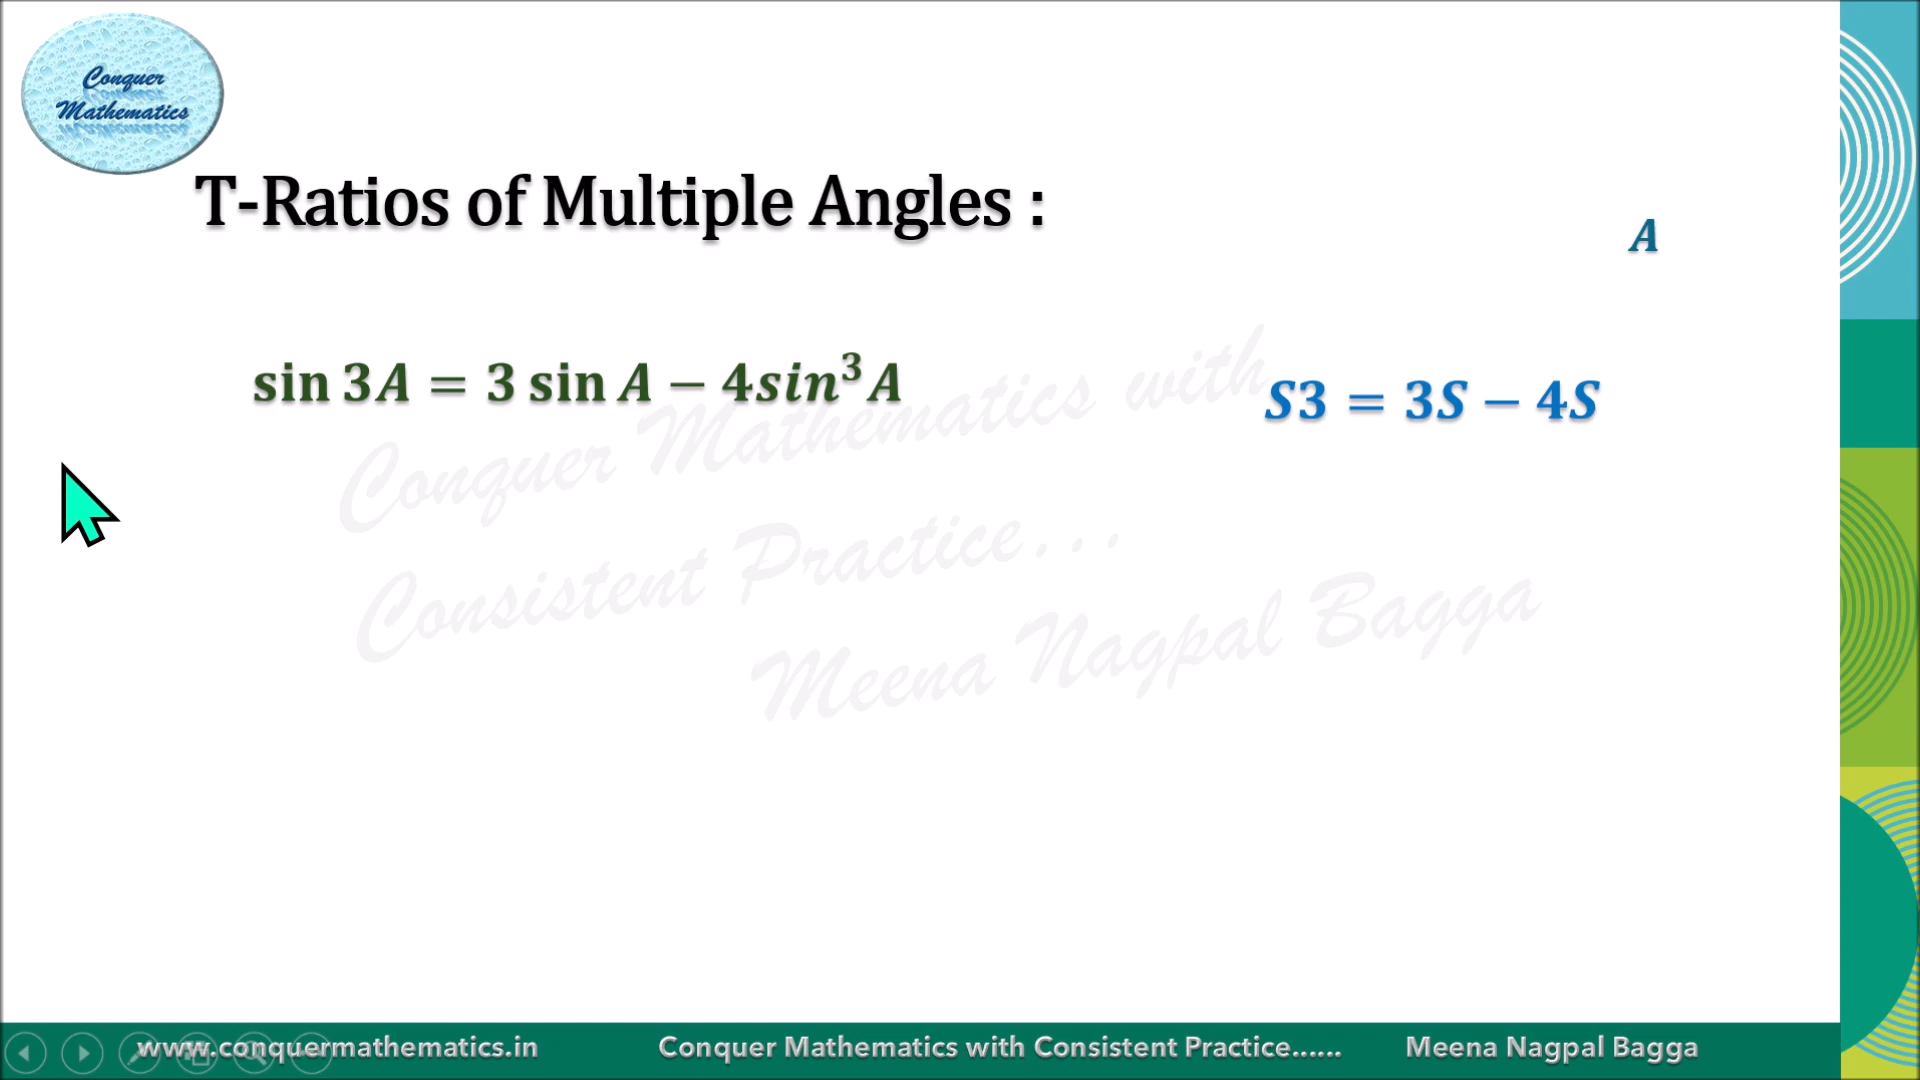 Conquer
Mathematics
T-Ratios of Multiple Angles :
A
sin 3A = 3 sin A − 4sin³A
S3 = 3S − 4S
Conquer Mathematics with
Consistent Practice...
Meena Nagpal Bagga
www.conquermathematics.in Conquer Mathematics with Consistent Practice...... Meena Nagpal Bagga